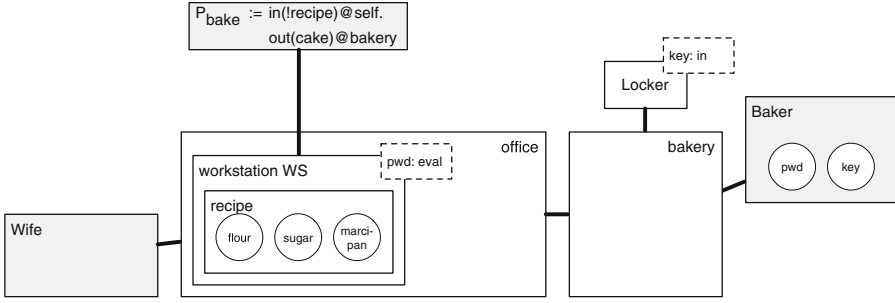 P bake := in(!recipe)@self.
out(cake)@bakery
key: in
Locker
Baker
pwd
key
office
bakery
pwd: eval
workstation WS
recipe
flour
sugar
marci-
pan
Wife